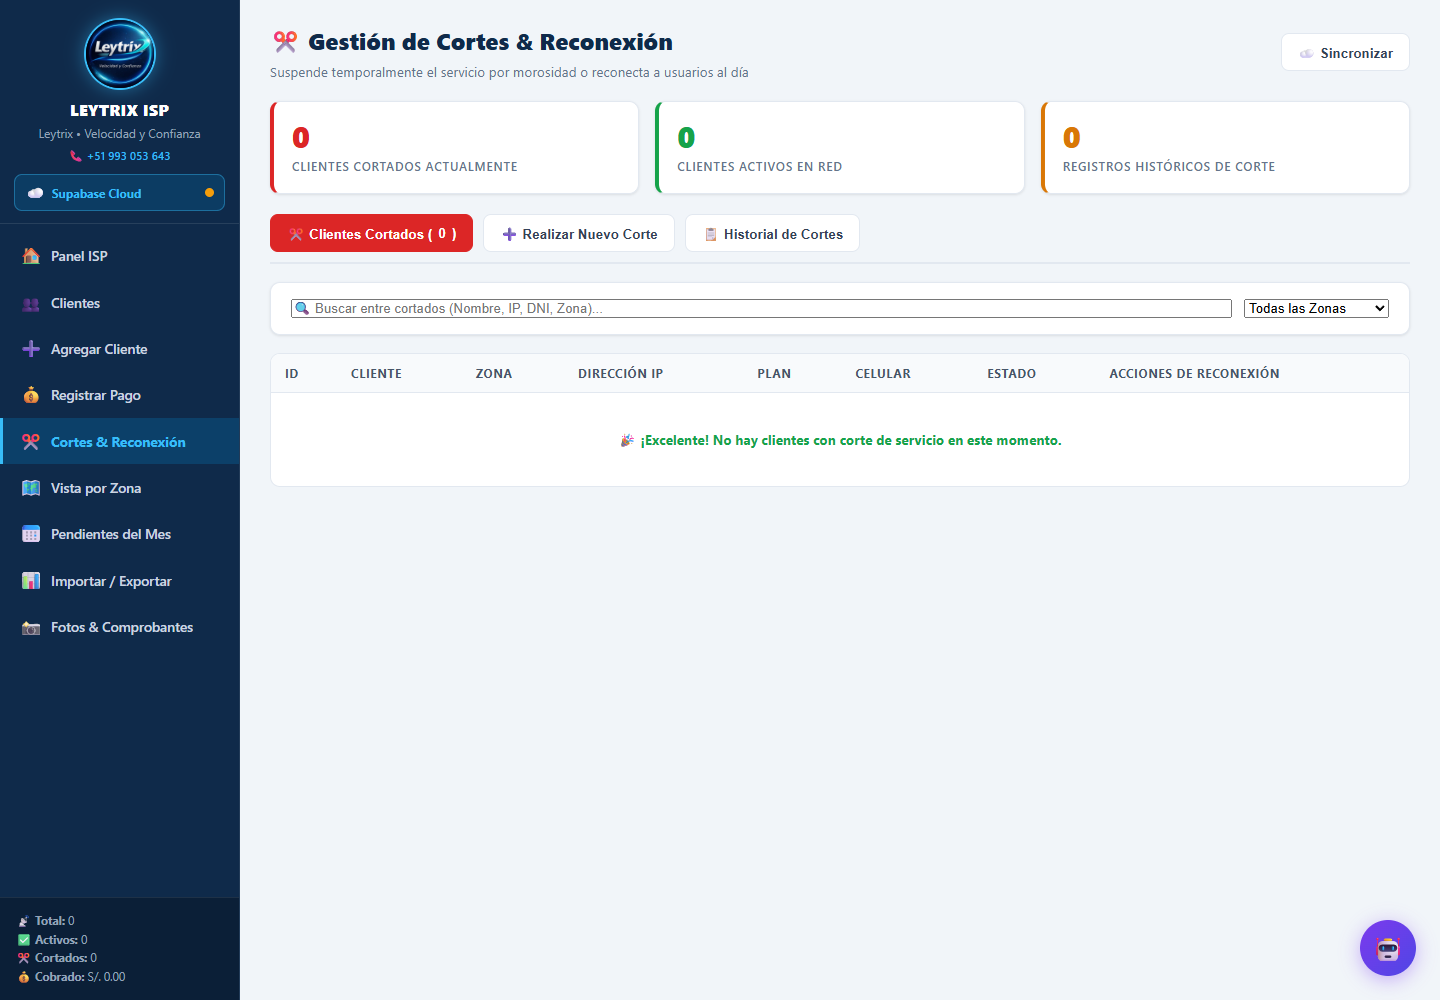 Leytrix
Velocidad y Confianza
LEYTRIX ISP
Leytrix • Velocidad y Confianza
+51 993 053 643
Supabase Cloud
Panel ISP
Clientes
Agregar Cliente
Registrar Pago
Cortes & Reconexión
Vista por Zona
Pendientes del Mes
Importar / Exportar
Fotos & Comprobantes
Total: 0
Activos: 0
Cortados: 0
Cobrado: S/. 0.00
Gestión de Cortes & Reconexión
Suspende temporalmente el servicio por morosidad o reconecta a usuarios al día
Sincronizar
0
CLIENTES CORTADOS ACTUALMENTE
0
CLIENTES ACTIVOS EN RED
0
REGISTROS HISTÓRICOS DE CORTE
Clientes Cortados ( 0 )
Realizar Nuevo Corte
Historial de Cortes
Buscar entre cortados (Nombre, IP, DNI, Zona)...
Todas las Zonas
ID CLIENTE ZONA DIRECCIÓN IP PLAN CELULAR ESTADO ACCIONES DE RECONEXIÓN
¡Excelente! No hay clientes con corte de servicio en este momento.